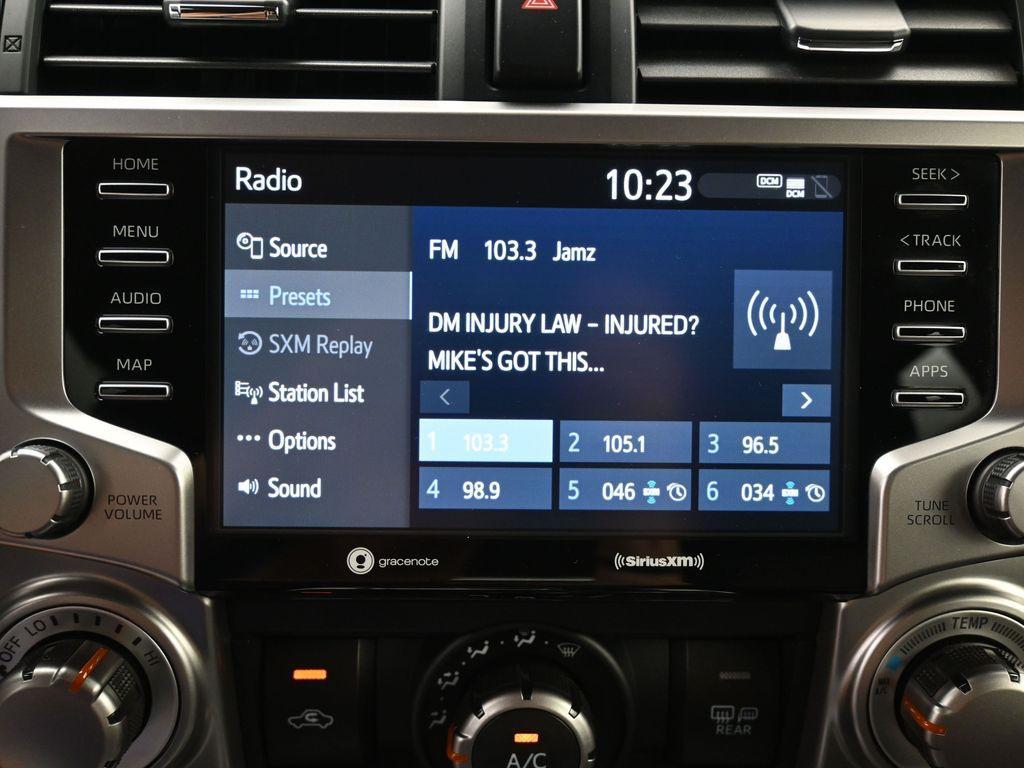 HOME
MENU
AUDIO
MAP
POWER
VOLUME
Radio
10:23
DCM
DCM
Source
Presets
SXM Replay
Station List
Options
Sound
FM 103.3 Jamz
DM INJURY LAW - INJURED?
MIKE'S GOT THIS...
<
>
1 103.3
2 105.1
3 96.5
4 98.9
5 046 SXM
6 034 SXM
gracenote
((SiriusXM))
SEEK >
< TRACK
PHONE
APPS
TUNE
SCROLL
OFF LO HI
A/C
REAR
TEMP
MAX
A/C